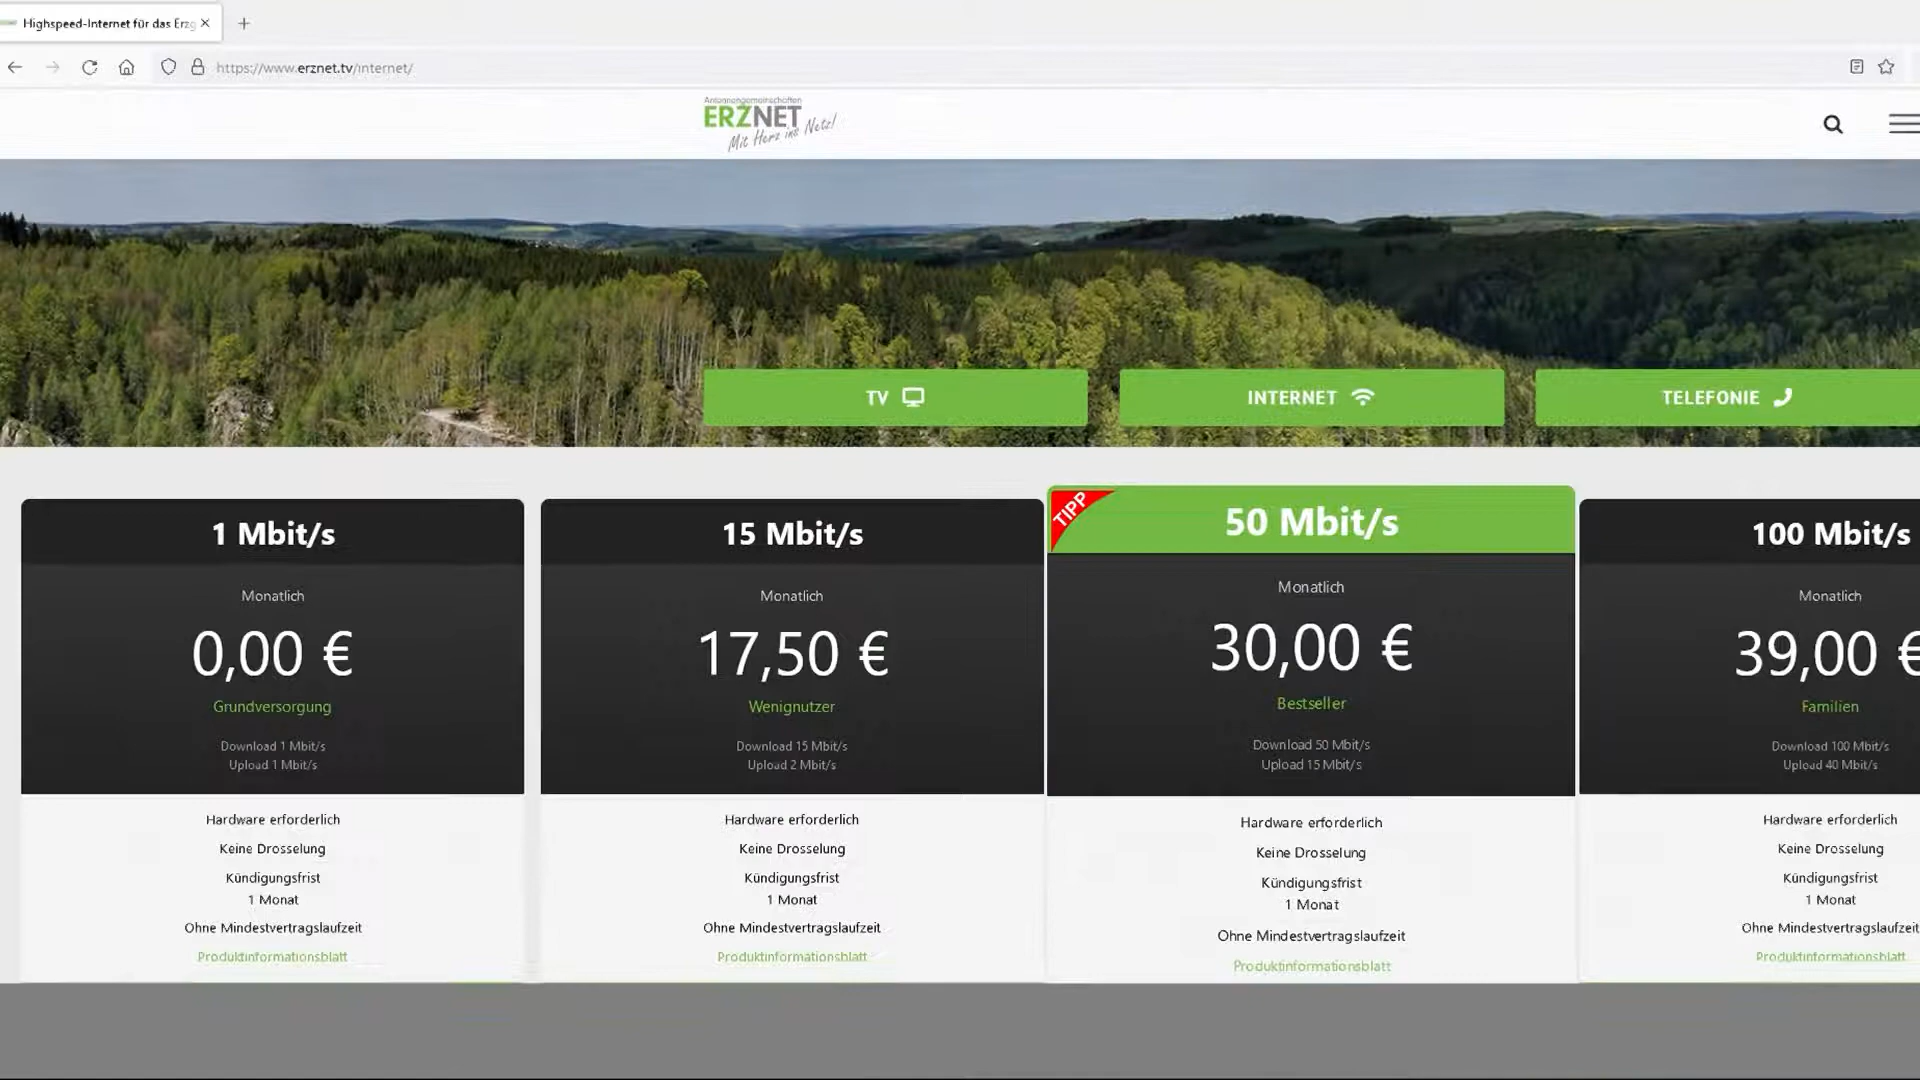 Highspeed-Internet für das Erzg
https://www.erznet.tv/internet/
Antennengemeinschaften
ERZNET
Mit Herz ins Netz!
TV
INTERNET
TELEFONIE
1 Mbit/s
Monatlich
0,00 €
Grundversorgung
Download 1 Mbit/s
Upload 1 Mbit/s
Hardware erforderlich
Keine Drosselung
Kündigungsfrist
1 Monat
Ohne Mindestvertragslaufzeit
Produktinformationsblatt
15 Mbit/s
Monatlich
17,50 €
Wenignutzer
Download 15 Mbit/s
Upload 2 Mbit/s
Hardware erforderlich
Keine Drosselung
Kündigungsfrist
1 Monat
Ohne Mindestvertragslaufzeit
Produktinformationsblatt
TIPP
50 Mbit/s
Monatlich
30,00 €
Bestseller
Download 50 Mbit/s
Upload 15 Mbit/s
Hardware erforderlich
Keine Drosselung
Kündigungsfrist
1 Monat
Ohne Mindestvertragslaufzeit
Produktinformationsblatt
100 Mbit/s
Monatlich
39,00 €
Familien
Download 100 Mbit/s
Upload 40 Mbit/s
Hardware erforderlich
Keine Drosselung
Kündigungsfrist
1 Monat
Ohne Mindestvertragslaufzeit
Produktinformationsblatt